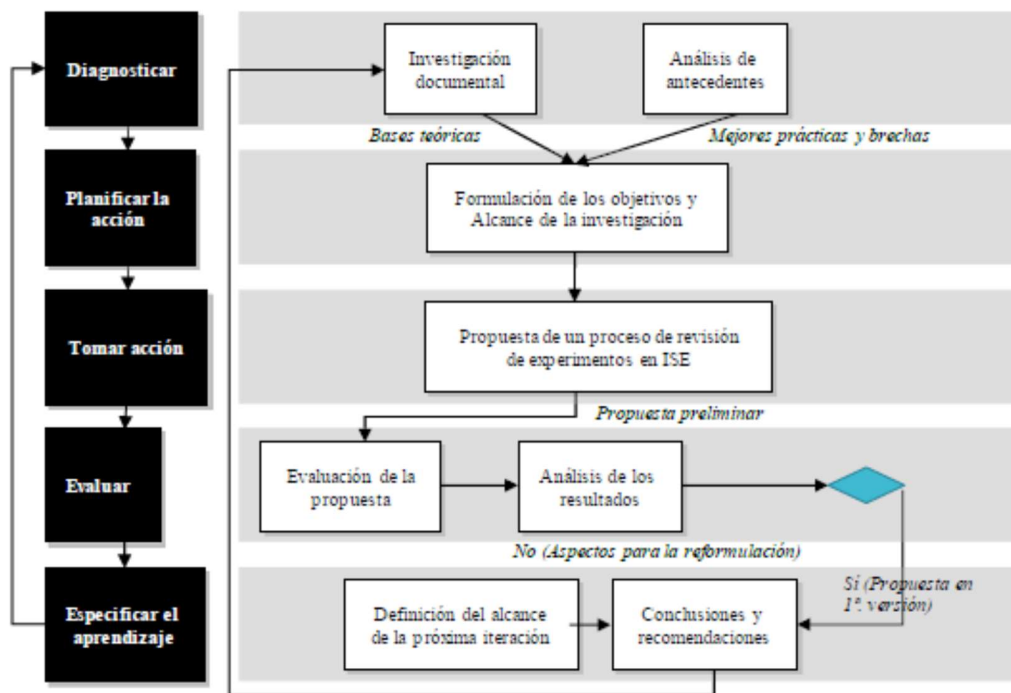 Diagnosticar
Investigación
documental
Análisis de
antecedentes
Bases teóricas
Mejores prácticas y brechas
Planificar la
acción
Formulación de los objetivos y
Alcance de la investigación
Tomar acción
Propuesta de un proceso de revisión
de experimentos en ISE
Propuesta preliminar
Evaluar
Evaluación de la
propuesta
Análisis de los
resultados
No (Aspectos para la reformulación)
Sí (Propuesta en
1ª. versión)
Especificar el
aprendizaje
Definición del alcance
de la próxima iteración
Conclusiones y
recomendaciones